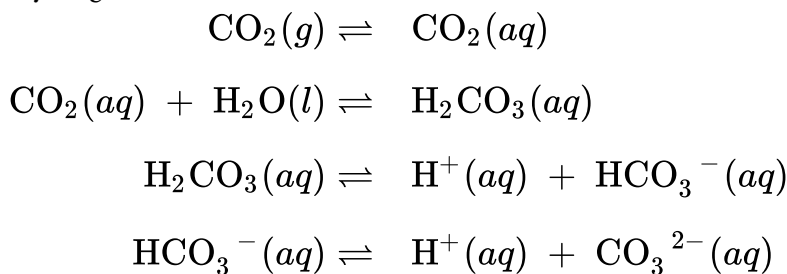 CO₂(g) ⇌ CO₂(aq)
CO₂(aq) + H₂O(l) ⇌ H₂CO₃(aq)
H₂CO₃(aq) ⇌ H⁺(aq) + HCO₃⁻(aq)
HCO₃⁻(aq) ⇌ H⁺(aq) + CO₃²⁻(aq)